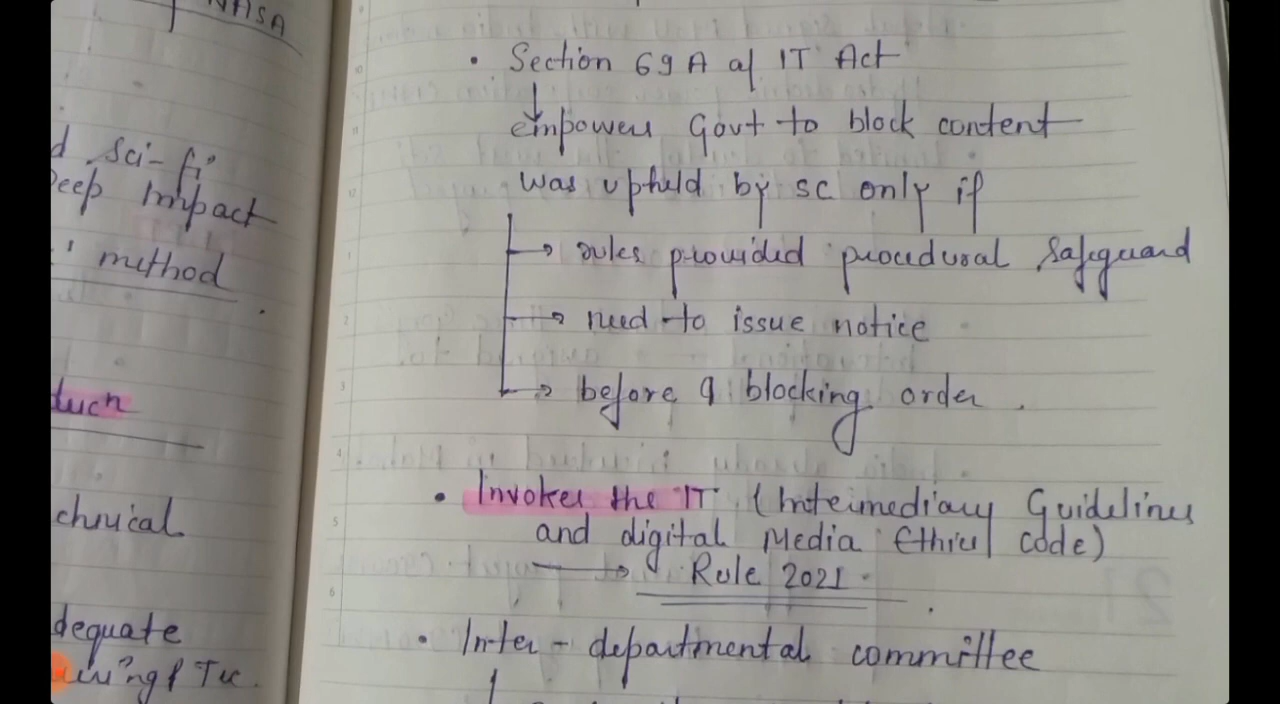 NASA
d Sci-fi
Deep Impact
' method
chnical
dequate
• Section 69A of IT Act
empowers Govt to block content
was upheld by SC only if
→ rules provided procedural safeguard
→ need to issue notice
→ before a blocking order.
• Invokes the IT (Intermediary Guidelines
and digital Media Ethics code)
→ Rule 2021.
• Inter-departmental committee